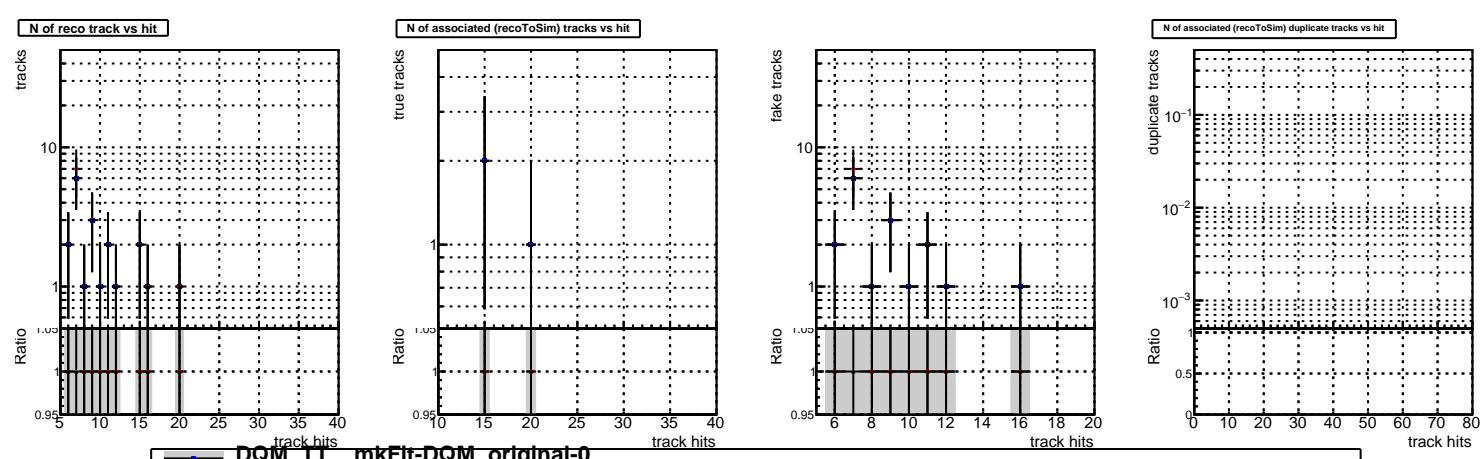 N of reco track vs hit
N of associated (recoToSim) tracks vs hit
N of associated (recoToSim) duplicate tracks vs hit
tracks
10
1
Ratio
1.05
1
0.95
5 10 15 20 25 30 35 40
track hits
true tracks
1
Ratio
1.05
1
0.95
10 15 20 25 30 35 40
track hits
fake tracks
10
1
Ratio
1.05
1
0.95
6 8 10 12 14 16 18 20
track hits
duplicate tracks
10−1
10−2
10−3
Ratio
1
0.5
0
0 10 20 30 40 50 60 70 80
track hits
DQM_TT__mkFit-DQM_original-0